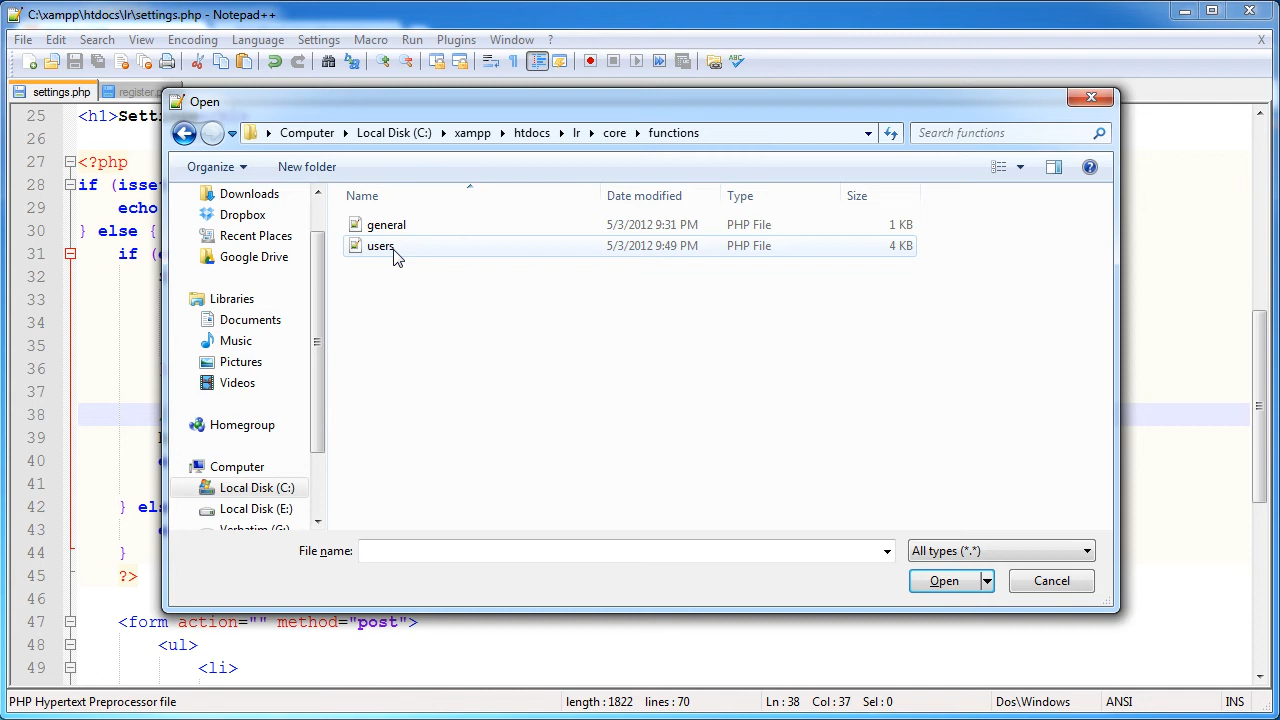 C:\xampp\htdocs\lr\settings.php - Notepad++
File Edit Search View Encoding Language Settings Macro Run Plugins Window ? X
settings.php register.p
Open
Computer Local Disk (C:) xampp htdocs lr core functions Search functions
Organize New folder
Name Date modified Type Size
general 5/3/2012 9:31 PM PHP File 1 KB
users 5/3/2012 9:49 PM PHP File 4 KB
Downloads
Dropbox
Recent Places
Google Drive
Libraries
Documents
Music
Pictures
Videos
Homegroup
Computer
Local Disk (C:)
Local Disk (E:)
Verbatim (G:)
File name: All types (*.*)
Open Cancel
25 <h1>Sett
26
27 <?php
28 if (isse
29 echo
30 } else {
31 if (
32
33
34
35
36
37
38
39
40
41
42 } els
43
44 }
45 ?>
46
47 <form action="" method="post">
48 <ul>
49 <li>
PHP Hypertext Preprocessor file length : 1822 lines : 70 Ln : 38 Col : 37 Sel : 0 Dos\Windows ANSI INS